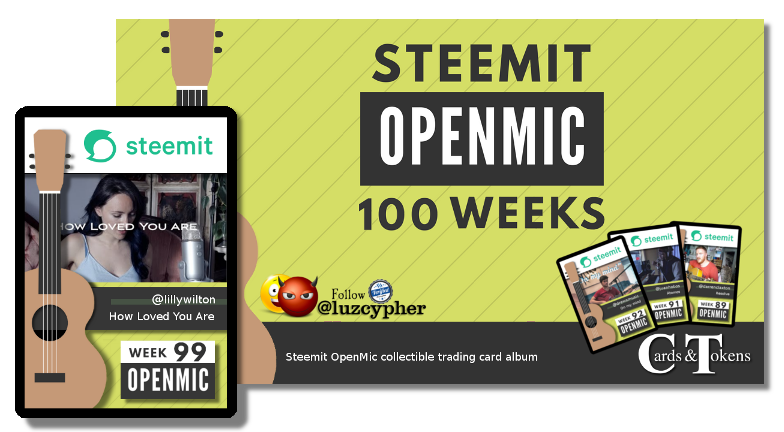 STEEMIT
OPENMIC
100 WEEKS
steemit
HOW LOVED YOU ARE
@lillywilton
How Loved You Are
WEEK 99
OPENMIC
Follow
@luzcypher
Steemit OpenMic collectible trading card album
steemit
WEEK 92
OPENMIC
steemit
WEEK 91
OPENMIC
steemit
WEEK 89
OPENMIC
Cards & Tokens